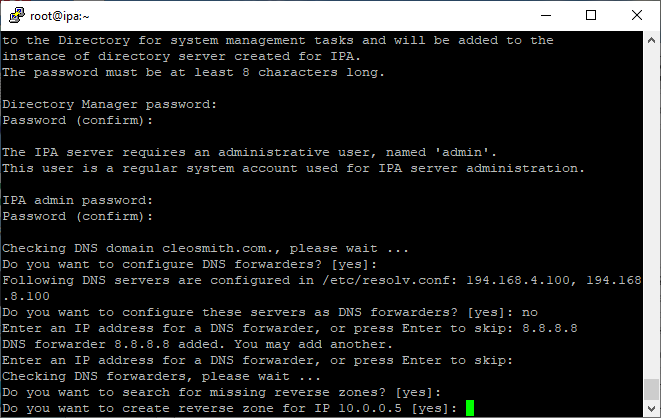 root@ipa:~
to the Directory for system management tasks and will be added to the
instance of directory server created for IPA.
The password must be at least 8 characters long.
Directory Manager password:
Password (confirm):
The IPA server requires an administrative user, named 'admin'.
This user is a regular system account used for IPA server administration.
IPA admin password:
Password (confirm):
Checking DNS domain cleosmith.com., please wait ...
Do you want to configure DNS forwarders? [yes]:
Following DNS servers are configured in /etc/resolv.conf: 194.168.4.100, 194.168
.8.100
Do you want to configure these servers as DNS forwarders? [yes]: no
Enter an IP address for a DNS forwarder, or press Enter to skip: 8.8.8.8
DNS forwarder 8.8.8.8 added. You may add another.
Enter an IP address for a DNS forwarder, or press Enter to skip:
Checking DNS forwarders, please wait ...
Do you want to search for missing reverse zones? [yes]:
Do you want to create reverse zone for IP 10.0.0.5 [yes]: